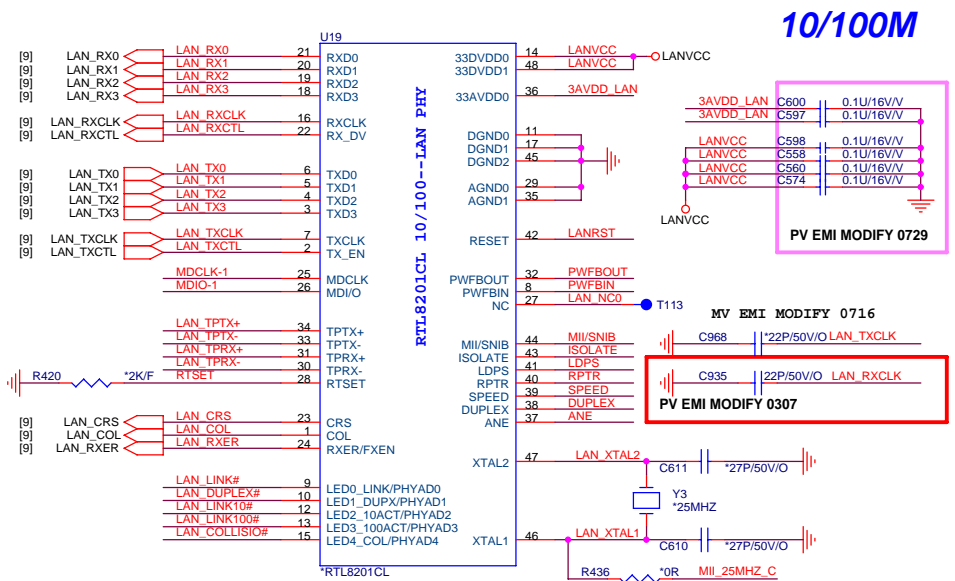 10/100M
U19
[9] LAN_RX0 LAN_RX0 21 RXD0
[9] LAN_RX1 LAN_RX1 20 RXD1
[9] LAN_RX2 LAN_RX2 19 RXD2
[9] LAN_RX3 LAN_RX3 18 RXD3
[9] LAN_RXCLK LAN_RXCLK 16 RXCLK
[9] LAN_RXCTL LAN_RXCTL 22 RX_DV
[9] LAN_TX0 LAN_TX0 6 TXD0
[9] LAN_TX1 LAN_TX1 5 TXD1
[9] LAN_TX2 LAN_TX2 4 TXD2
[9] LAN_TX3 LAN_TX3 3 TXD3
[9] LAN_TXCLK LAN_TXCLK 7 TXCLK
[9] LAN_TXCTL LAN_TXCTL 2 TX_EN
MDCLK-1 25 MDCLK
MDIO-1 26 MDI/O
LAN_TPTX+ 34 TPTX+
LAN_TPTX- 33 TPTX-
LAN_TPRX+ 31 TPRX+
LAN_TPRX- 30 TPRX-
R420 *2K/F RTSET 28 RTSET
[9] LAN_CRS LAN_CRS 23 CRS
[9] LAN_COL LAN_COL 1 COL
[9] LAN_RXER LAN_RXER 24 RXER/FXEN
LAN_LINK# 9 LED0_LINK/PHYAD0
LAN_DUPLEX# 10 LED1_DUPX/PHYAD1
LAN_LINK10# 12 LED2_10ACT/PHYAD2
LAN_LINK100# 13 LED3_100ACT/PHYAD3
LAN_COLLISIO# 15 LED4_COL/PHYAD4
*RTL8201CL
RTL8201CL 10/100--LAN PHY
33DVDD0 14 LANVCC LANVCC
33DVDD1 48 LANVCC
33AVDD0 36 3AVDD_LAN
DGND0 11
DGND1 17
DGND2 45
AGND0 29
AGND1 35
RESET 42 LANRST
PWFBOUT 32 PWFBOUT
PWFBIN 8 PWFBIN
NC 27 LAN_NC0 T113
MII/SNIB 44 MII/SNIB
ISOLATE 43 ISOLATE
LDPS 41 LDPS
RPTR 40 RPTR
SPEED 39 SPEED
DUPLEX 38 DUPLEX
ANE 37 ANE
XTAL2 47 LAN_XTAL2 C611 *27P/50V/O
Y3
*25MHZ
XTAL1 46 LAN_XTAL1 C610 *27P/50V/O
R436 *0R MII_25MHZ_C
3AVDD_LAN C600 0.1U/16V/V
3AVDD_LAN C597 0.1U/16V/V
LANVCC C598 0.1U/16V/V
LANVCC C558 0.1U/16V/V
LANVCC C560 0.1U/16V/V
LANVCC C574 0.1U/16V/V
LANVCC
PV EMI MODIFY 0729
MV EMI MODIFY 0716
C968 *22P/50V/O LAN_TXCLK
C935 22P/50V/O LAN_RXCLK
PV EMI MODIFY 0307